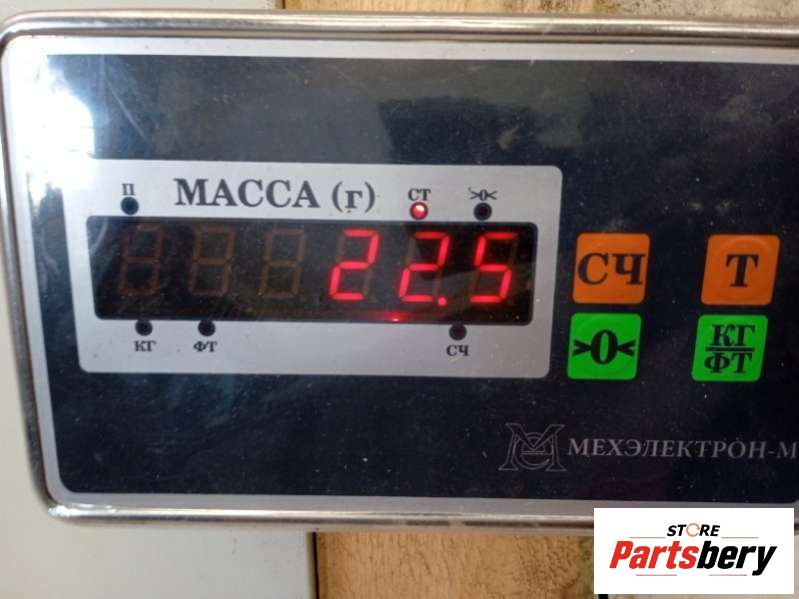 П МАССА (г) СТ >0<
22.5
КГ ФТ СЧ
СЧ Т
>0< КГ/ФТ
МЕХЭЛЕКТРОН-М
STORE
Partsbery